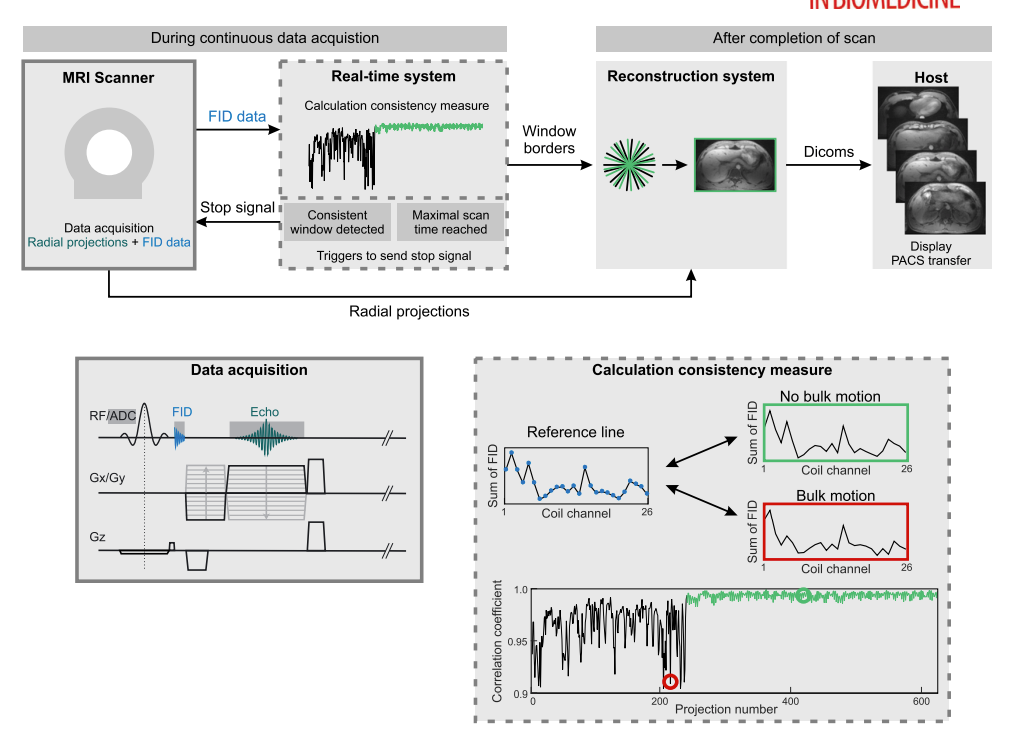 IN BIOMEDICINE
During continuous data acquistion
After completion of scan
MRI Scanner
Data acquisition
Radial projections + FID data
FID data
Stop signal
Real-time system
Calculation consistency measure
Consistent
window detected
Maximal scan
time reached
Triggers to send stop signal
Window
borders
Reconstruction system
Dicoms
Host
Display
PACS transfer
Radial projections
Data acquisition
RF/ADC
FID
Echo
Gx/Gy
Gz
//
//
//
Calculation consistency measure
Reference line
Sum of FID
1
26
Coil channel
No bulk motion
Sum of FID
1
Coil channel
26
Bulk motion
Sum of FID
1
Coil channel
26
Correlation coefficient
1.0
0.95
0.9
0
200
400
600
Projection number